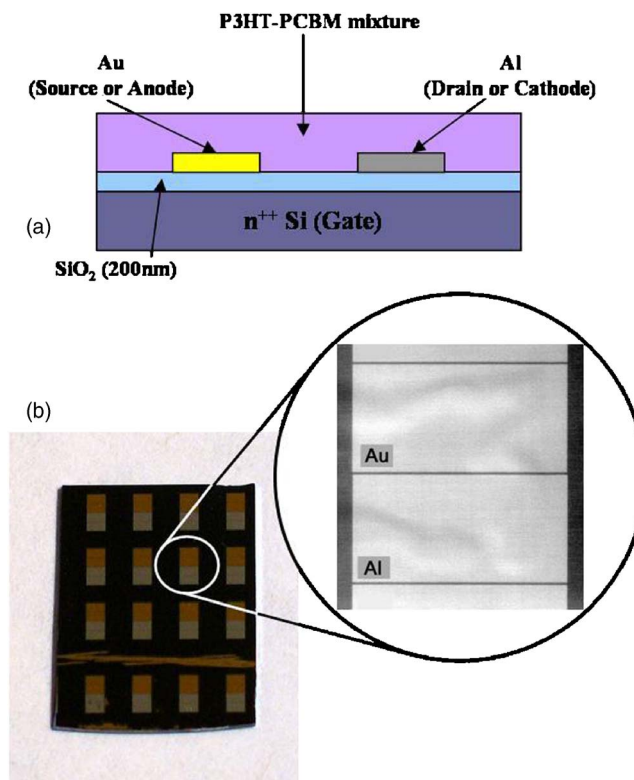 P3HT-PCBM mixture
Au
(Source or Anode)
Al
(Drain or Cathode)
n++ Si (Gate)
(a)
SiO2 (200nm)
(b)
Au
Al